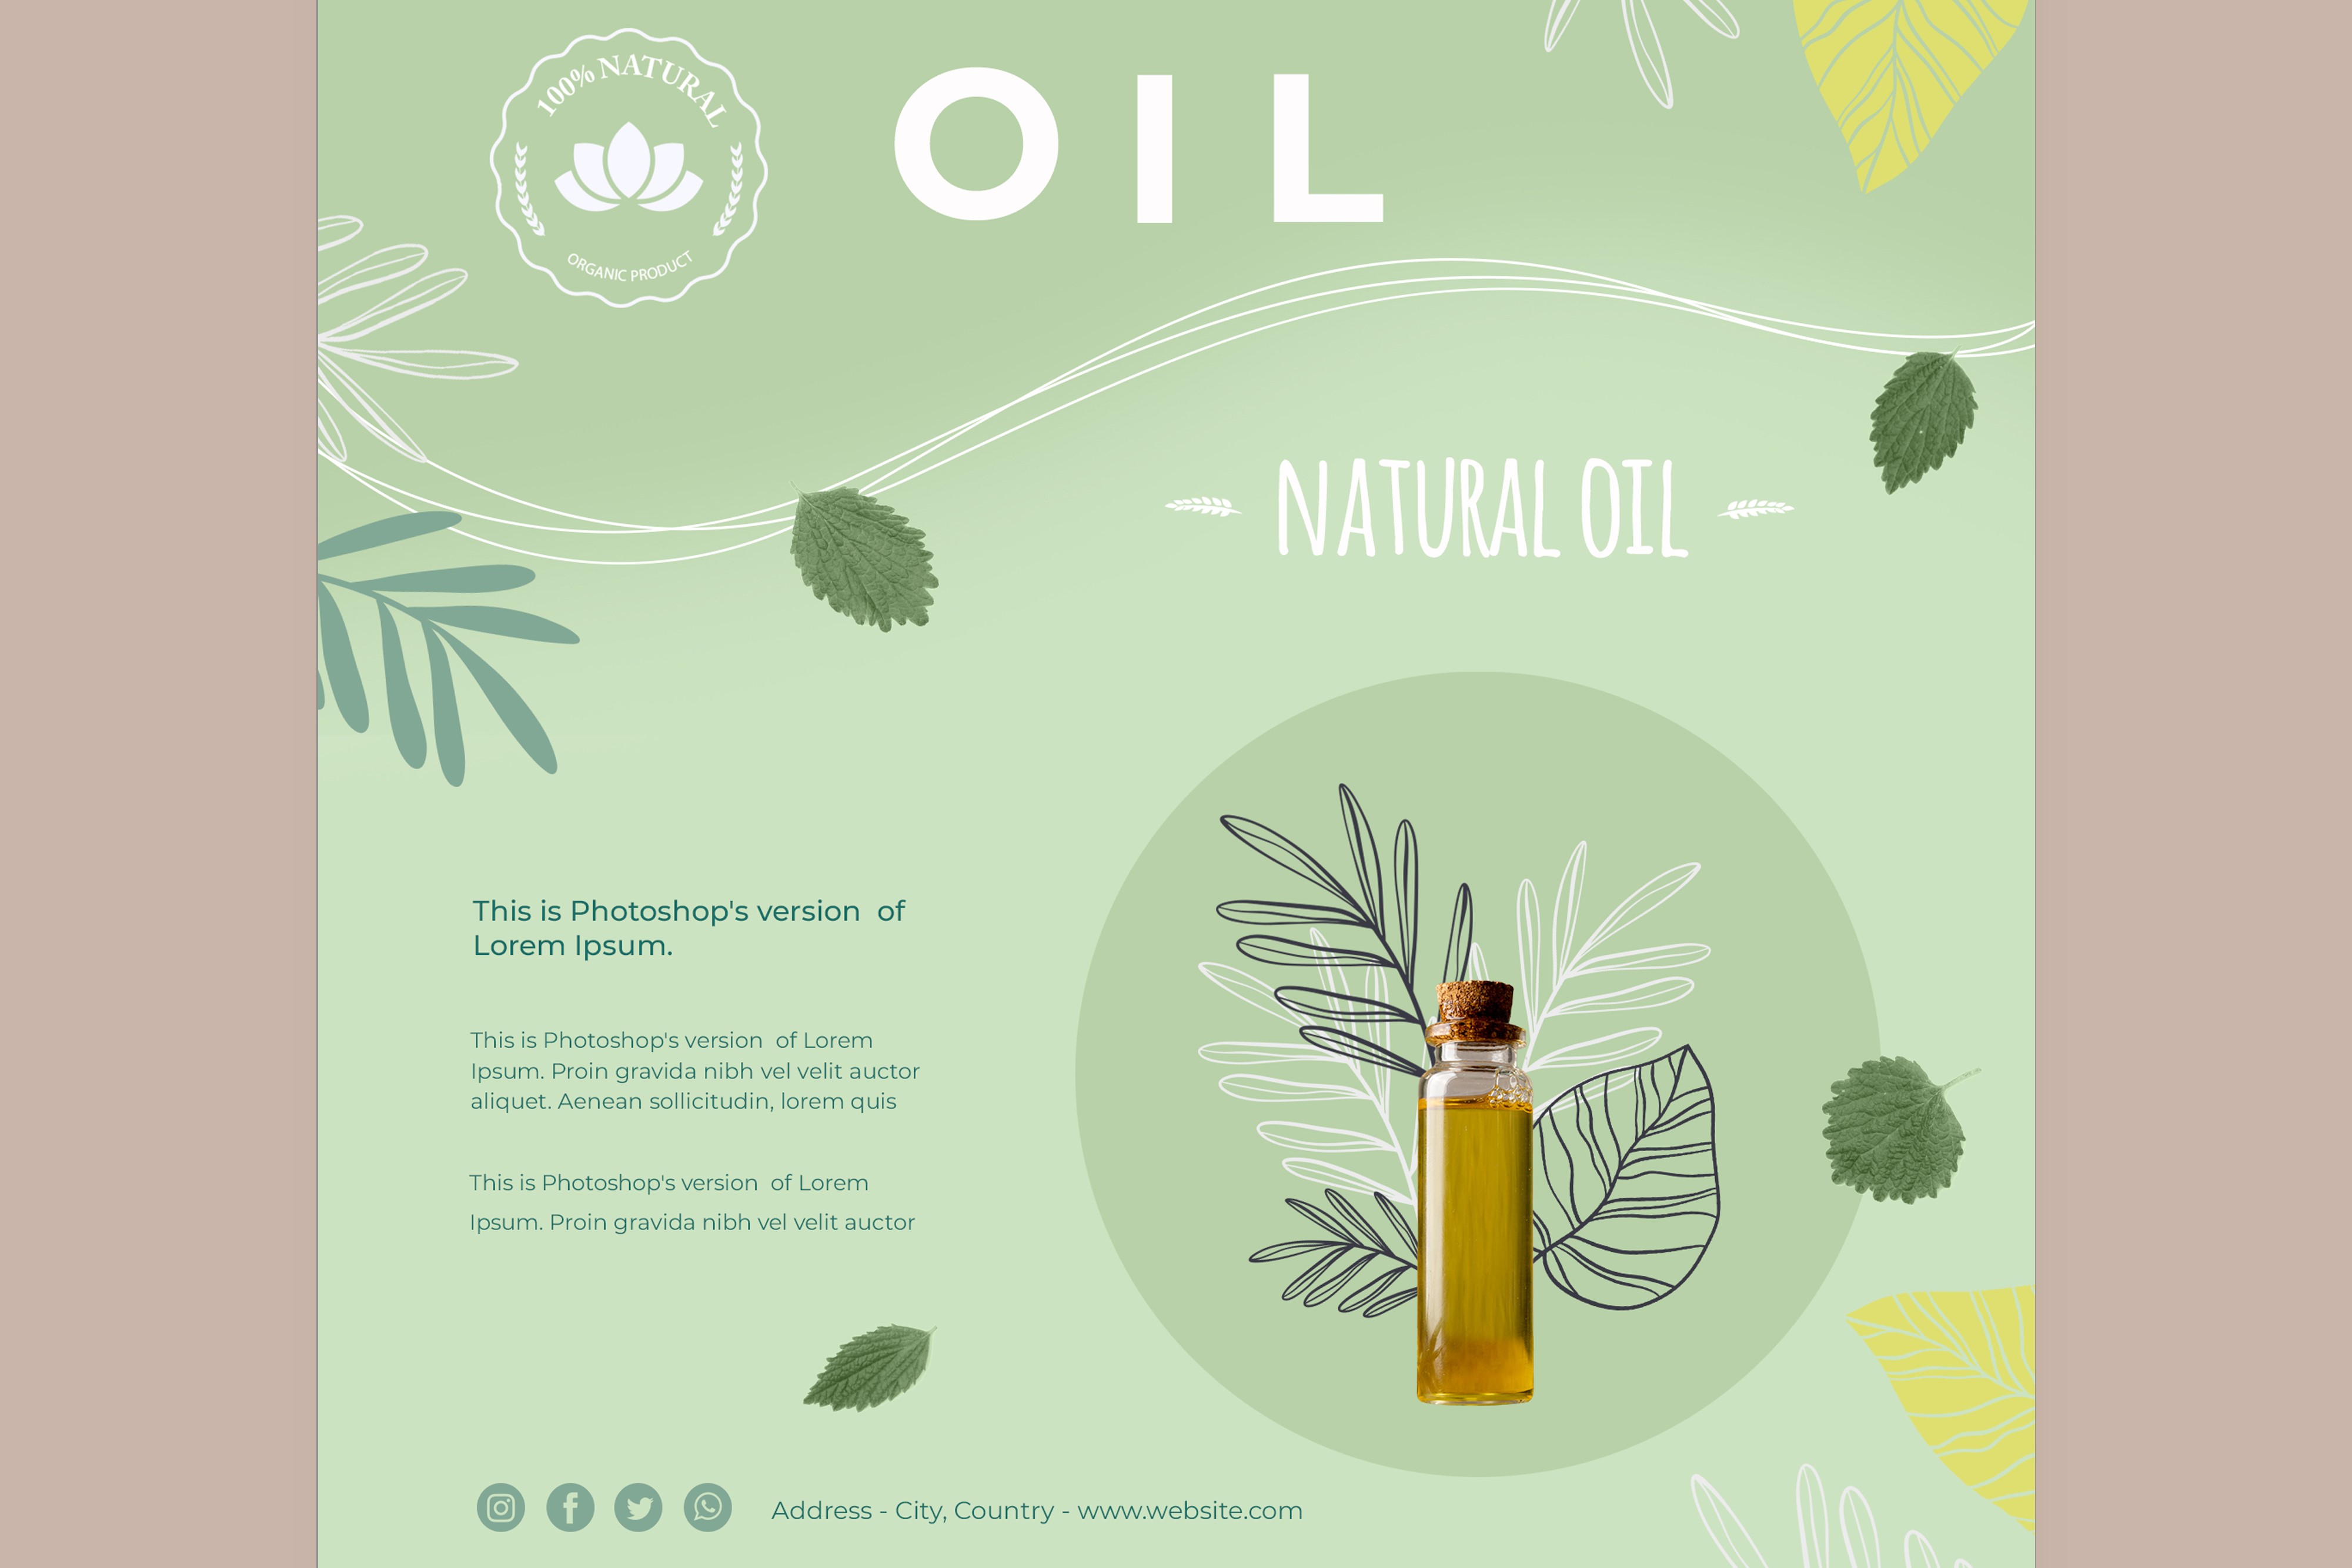 100% NATURAL
ORGANIC PRODUCT
OIL
NATURAL OIL
This is Photoshop's version  of
Lorem Ipsum.
This is Photoshop's version  of Lorem
Ipsum. Proin gravida nibh vel velit auctor
aliquet. Aenean sollicitudin, lorem quis
This is Photoshop's version  of Lorem
Ipsum. Proin gravida nibh vel velit auctor
Address - City, Country - www.website.com